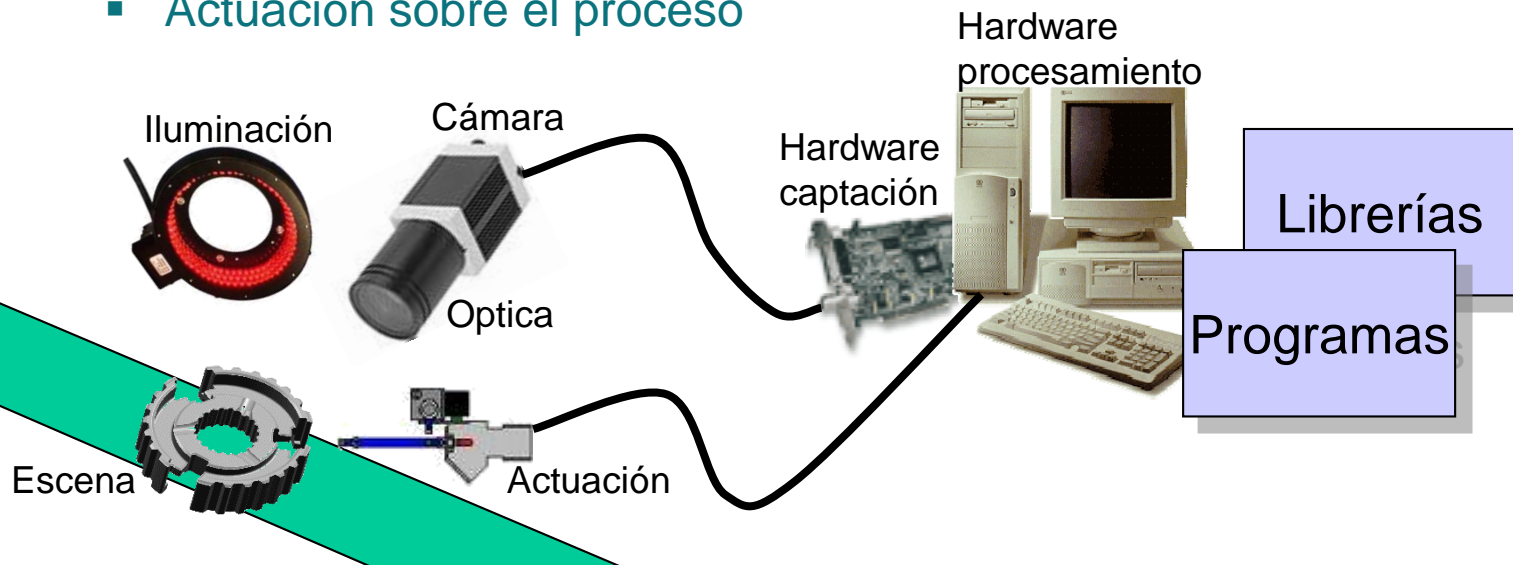 ▪ Actuación sobre el proceso
Hardware
procesamiento
Iluminación
Cámara
Hardware
captación
Librerías
Optica
Programas
Escena
Actuación